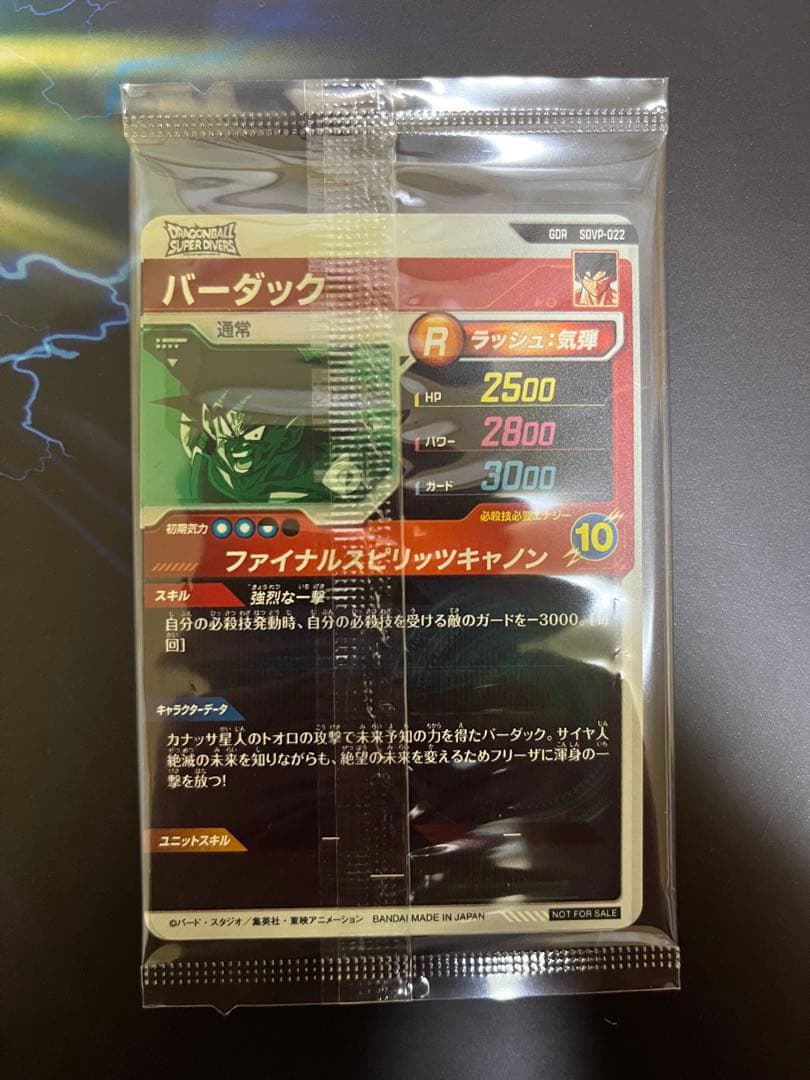 DRAGONBALL
SUPER DIVERS
GDR SDVP-022
バーダック
通常
R ラッシュ:気弾
HP 2500
パワー 2800
ガード 3000
初期気力
必殺技必要エナジー
10
ファイナルスピリッツキャノン
スキル 強烈な一撃
自分の必殺技発動時、自分の必殺技を受ける敵のガードを-3000。[1
回]
キャラクターデータ
カナッサ星人のトオロの攻撃で未来予知の力を得たバーダック。サイヤ人
絶滅の未来を知りながらも、絶望の未来を変えるためフリーザに渾身の一
撃を放つ!
ユニットスキル
©バード・スタジオ/集英社・東映アニメーション BANDAI MADE IN JAPAN NOT FOR SALE